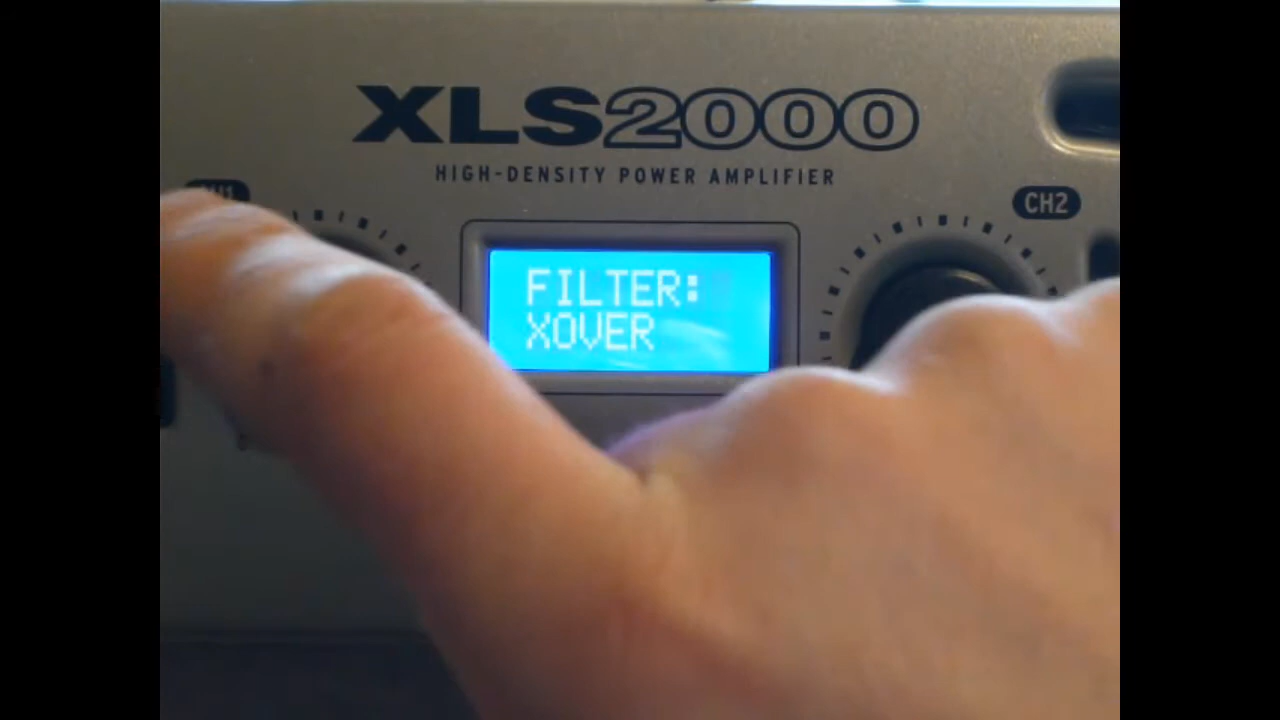 XLS2000
HIGH-DENSITY POWER AMPLIFIER
CH2
FILTER:
XOVER